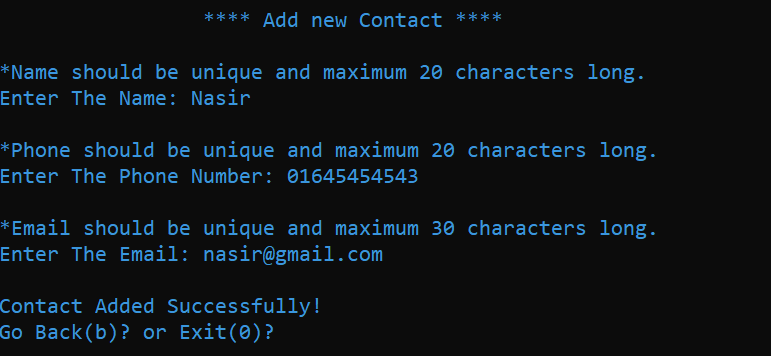 **** Add new Contact ****
*Name should be unique and maximum 20 characters long.
Enter The Name: Nasir
*Phone should be unique and maximum 20 characters long.
Enter The Phone Number: 01645454543
*Email should be unique and maximum 30 characters long.
Enter The Email: nasir@gmail.com
Contact Added Successfully!
Go Back(b)? or Exit(0)?